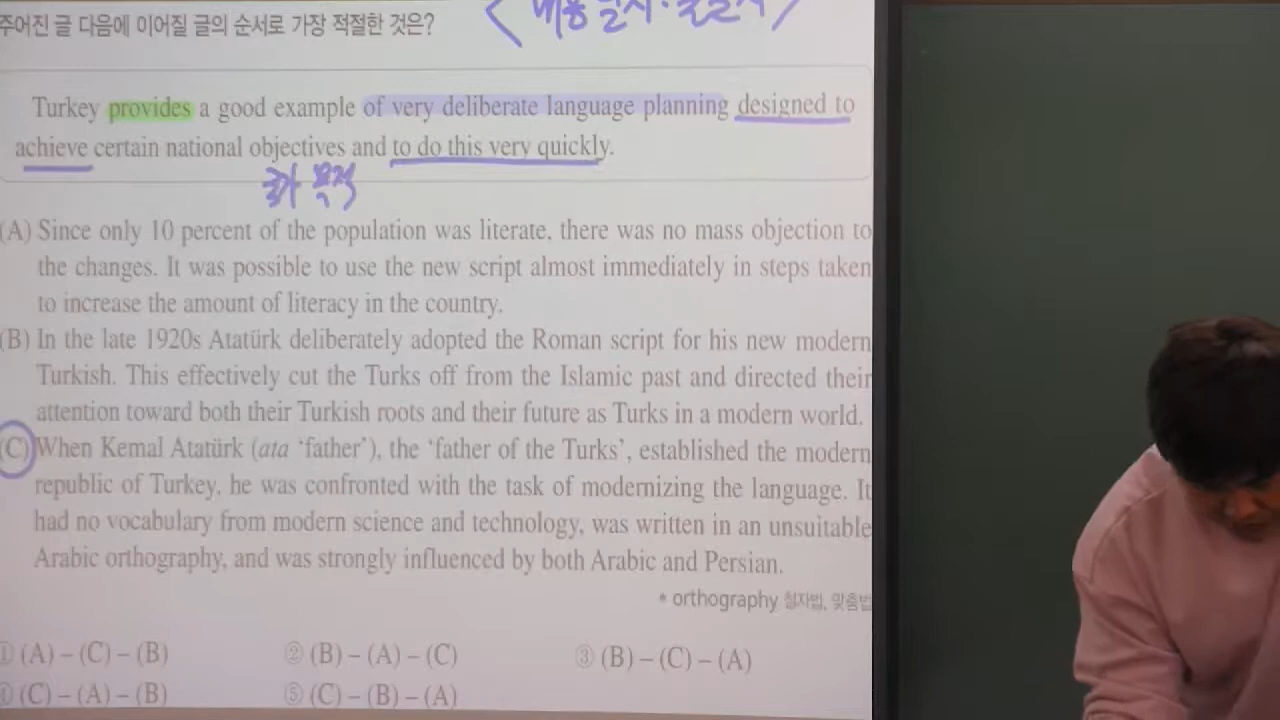 주어진 글 다음에 이어질 글의 순서로 가장 적절한 것은?
Turkey provides a good example of very deliberate language planning designed to
achieve certain national objectives and to do this very quickly.
(A) Since only 10 percent of the population was literate, there was no mass objection to
the changes. It was possible to use the new script almost immediately in steps taken
to increase the amount of literacy in the country.
(B) In the late 1920s Atatürk deliberately adopted the Roman script for his new modern
Turkish. This effectively cut the Turks off from the Islamic past and directed their
attention toward both their Turkish roots and their future as Turks in a modern world.
(C) When Kemal Atatürk (ata ‘father’), the ‘father of the Turks’, established the modern
republic of Turkey, he was confronted with the task of modernizing the language. It
had no vocabulary from modern science and technology, was written in an unsuitable
Arabic orthography, and was strongly influenced by both Arabic and Persian.
* orthography 철자법, 맞춤법
① (A) – (C) – (B) ② (B) – (A) – (C) ③ (B) – (C) – (A)
④ (C) – (A) – (B) ⑤ (C) – (B) – (A)